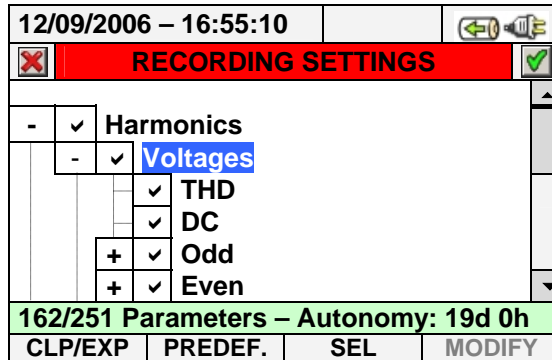 12/09/2006 – 16:55:10
RECORDING SETTINGS
- Harmonics
- Voltages
THD
DC
+ Odd
+ Even
162/251 Parameters – Autonomy: 19d 0h
CLP/EXP PREDEF. SEL MODIFY